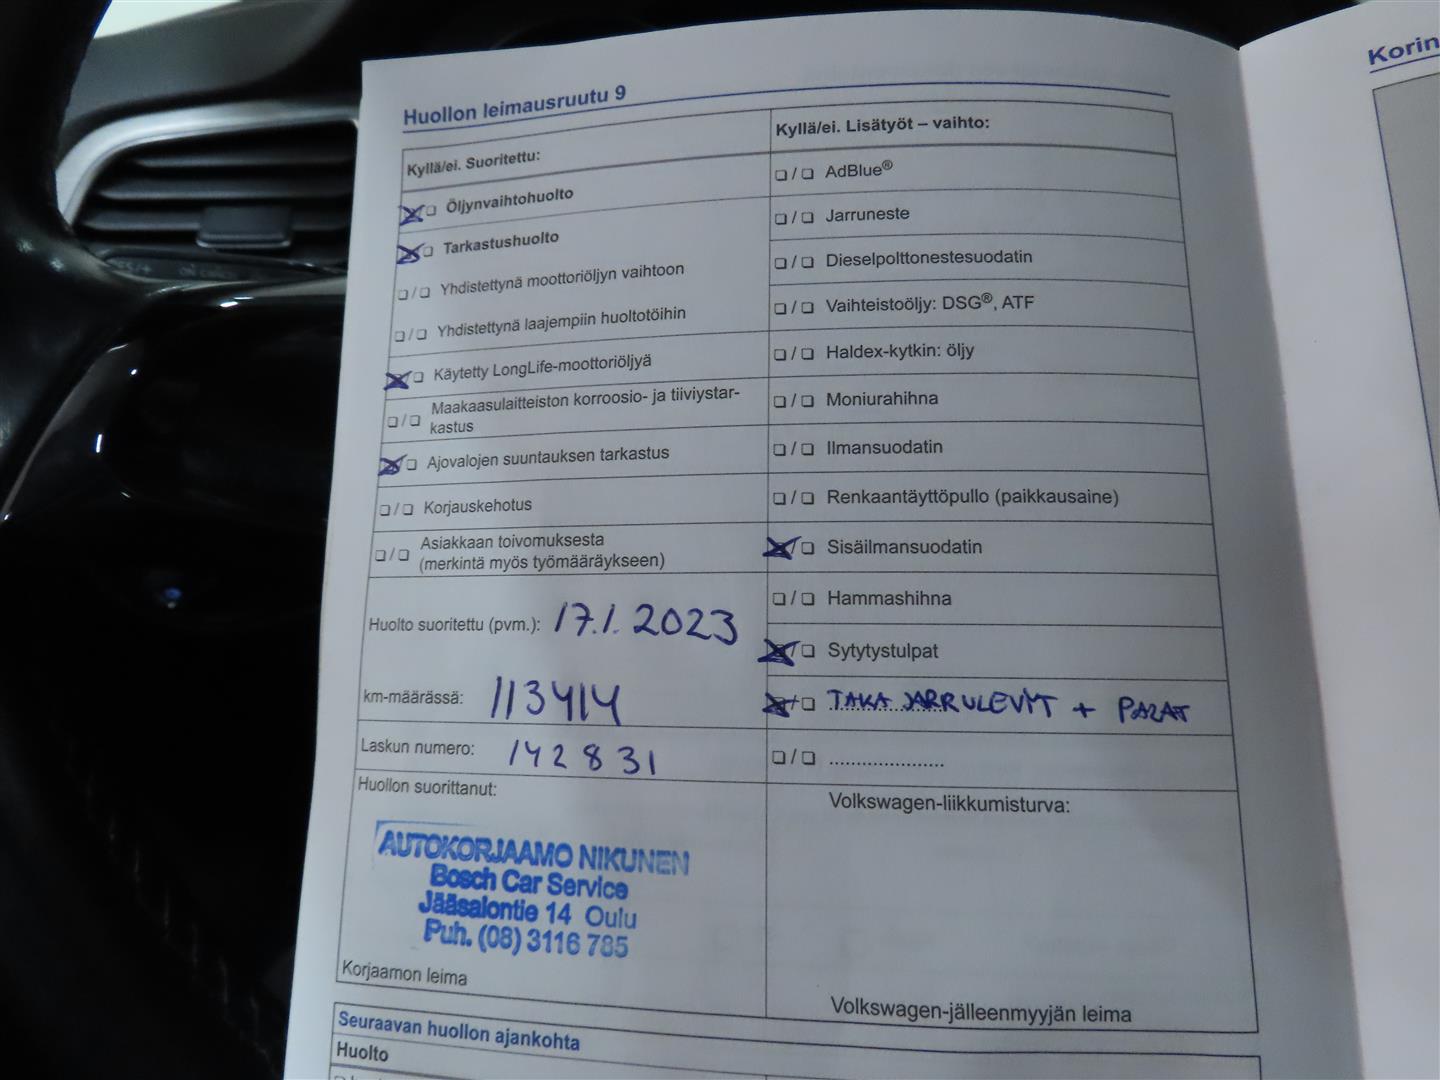 Huollon leimausruutu 9
Kyllä/ei. Suoritettu:
☒ ❏ Öljynvaihtohuolto
☒ ❏ Tarkastushuolto
❏ / ❏ Yhdistettynä moottoriöljyn vaihtoon
❏ / ❏ Yhdistettynä laajempiin huoltotöihin
☒ ❏ Käytetty LongLife-moottoriöljyä
❏ / ❏ Maakaasulaitteiston korroosio- ja tiiviystar-
kastus
☒ ❏ Ajovalojen suuntauksen tarkastus
❏ / ❏ Korjauskehotus
❏ / ❏ Asiakkaan toivomuksesta
(merkintä myös työmääräykseen)
Huolto suoritettu (pvm.): 17.1.2023
km-määrässä: 113414
Laskun numero: 142831
Huollon suorittanut:
AUTOKORJAAMO NIKUNEN
Bosch Car Service
Jääsalontie 14 Oulu
Puh. (08) 3116 785
Korjaamon leima
Kyllä/ei. Lisätyöt – vaihto:
❏ / ❏ AdBlue®
❏ / ❏ Jarruneste
❏ / ❏ Dieselpolttonestesuodatin
❏ / ❏ Vaihteistoöljy: DSG®, ATF
❏ / ❏ Haldex-kytkin: öljy
❏ / ❏ Moniurahihna
❏ / ❏ Ilmansuodatin
❏ / ❏ Renkaantäyttöpullo (paikkausaine)
☒ / ❏ Sisäilmansuodatin
❏ / ❏ Hammashihna
☒ / ❏ Sytytystulpat
☒ / ❏ TAKA JARRULEVYT + PALAT
❏ / ❏ .....................
Volkswagen-liikkumisturva:
Volkswagen-jälleenmyyjän leima
Seuraavan huollon ajankohta
Huolto
Korin